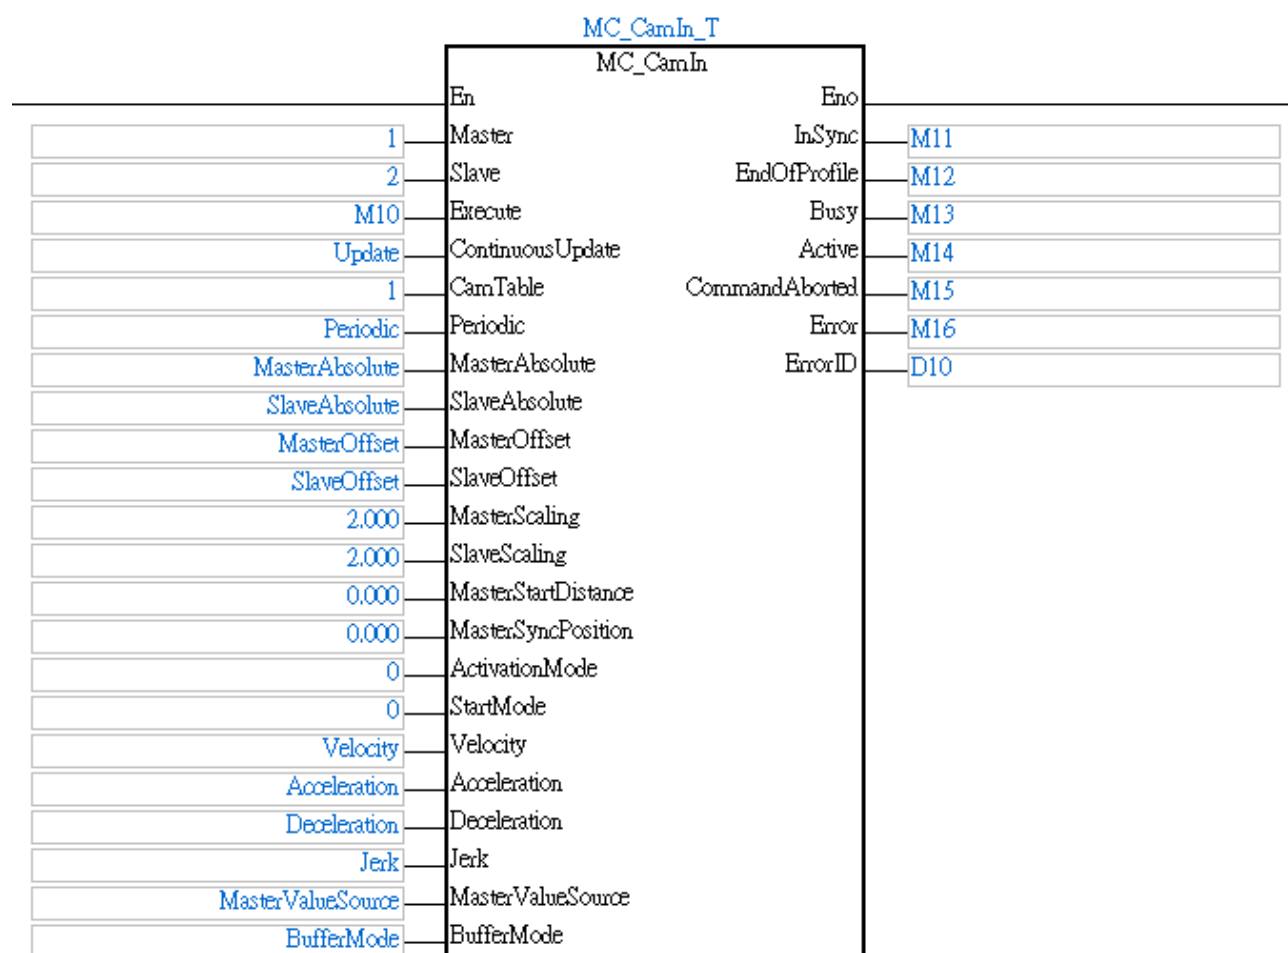 MC_CamIn_T
MC_CamIn
En Eno
1 Master InSync M11
2 Slave EndOfProfile M12
M10 Execute Busy M13
Update ContinuousUpdate Active M14
1 CamTable CommandAborted M15
Periodic Periodic Error M16
MasterAbsolute MasterAbsolute ErrorID D10
SlaveAbsolute SlaveAbsolute
MasterOffset MasterOffset
SlaveOffset SlaveOffset
2.000 MasterScaling
2.000 SlaveScaling
0.000 MasterStartDistance
0.000 MasterSyncPosition
0 ActivationMode
0 StartMode
Velocity Velocity
Acceleration Acceleration
Deceleration Deceleration
Jerk Jerk
MasterValueSource MasterValueSource
BufferMode BufferMode